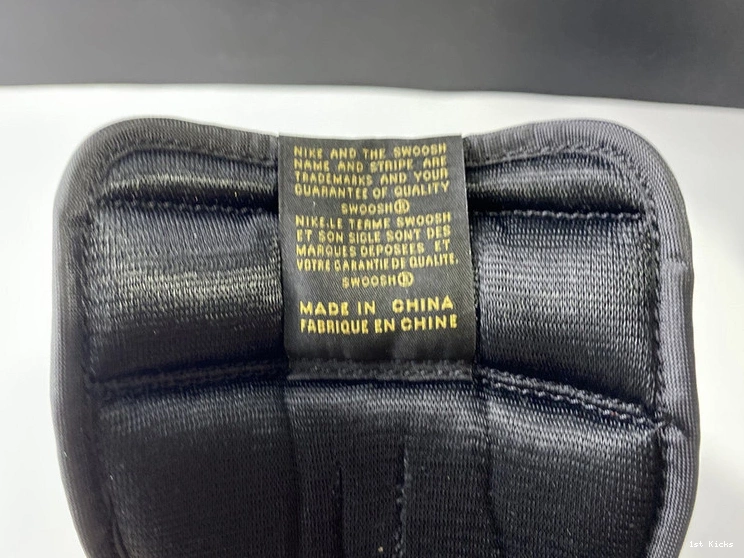 NIKE AND THE SWOOSH
NAME AND STRIPE ARE
TRADEMARKS AND YOUR
GUARANTEE OF QUALITY
SWOOSH®
NIKE.LE TERME SWOOSH
ET SON SIGLE SONT DES
MARQUES DEPOSEES ET
VOTRE GARANTIE DE QUALITE.
SWOOSH®
MADE IN CHINA
FABRIQUE EN CHINE
1st Kicks